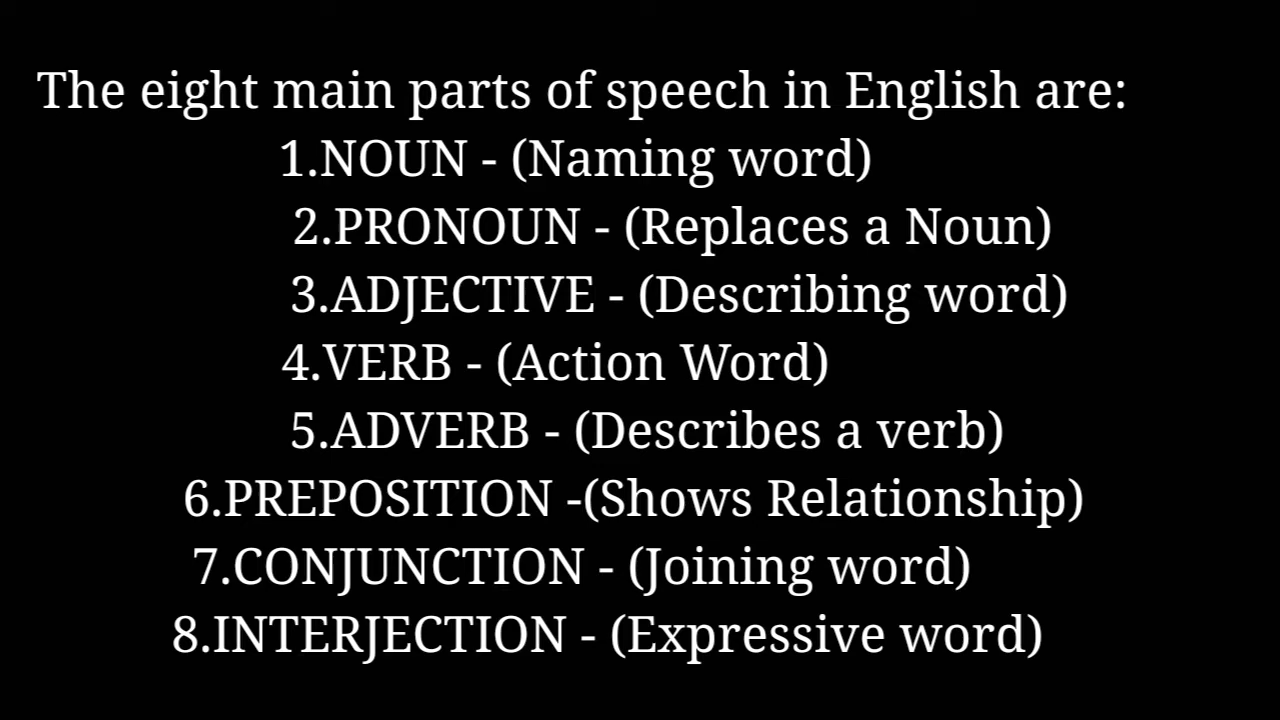 The eight main parts of speech in English are:
1.NOUN - (Naming word)
2.PRONOUN - (Replaces a Noun)
3.ADJECTIVE - (Describing word)
4.VERB - (Action Word)
5.ADVERB - (Describes a verb)
6.PREPOSITION -(Shows Relationship)
7.CONJUNCTION - (Joining word)
8.INTERJECTION - (Expressive word)